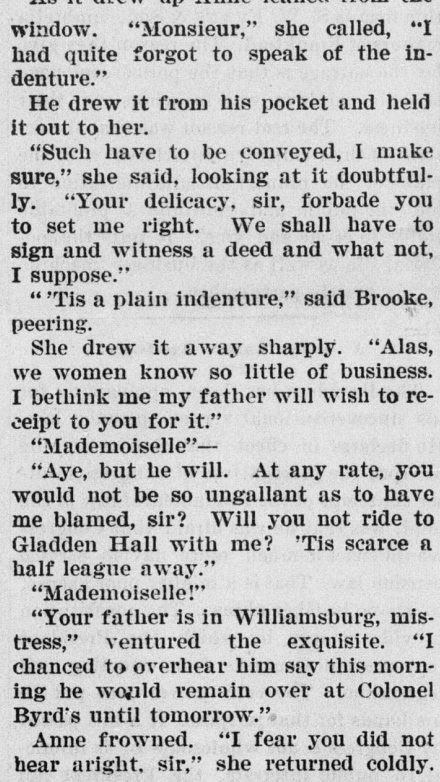 As it drew up Anne leaned from the
window. “Monsieur,” she called, “I
had quite forgot to speak of the in-
denture.”
He drew it from his pocket and held
it out to her.
“Such have to be conveyed, I make
sure,” she said, looking at it doubtful-
ly. “Your delicacy, sir, forbade you
to set me right. We shall have to
sign and witness a deed and what not,
I suppose.”
“ ’Tis a plain indenture,” said Brooke,
peering.
She drew it away sharply. “Alas,
we women know so little of business.
I bethink me my father will wish to re-
ceipt to you for it.”
“Mademoiselle”—
“Aye, but he will. At any rate, you
would not be so ungallant as to have
me blamed, sir? Will you not ride to
Gladden Hall with me? ’Tis scarce a
half league away.”
“Mademoiselle!”
“Your father is in Williamsburg, mis-
tress,” ventured the exquisite. “I
chanced to overhear him say this morn-
ing he would remain over at Colonel
Byrd’s until tomorrow.”
Anne frowned. “I fear you did not
hear aright, sir,” she returned coldly.